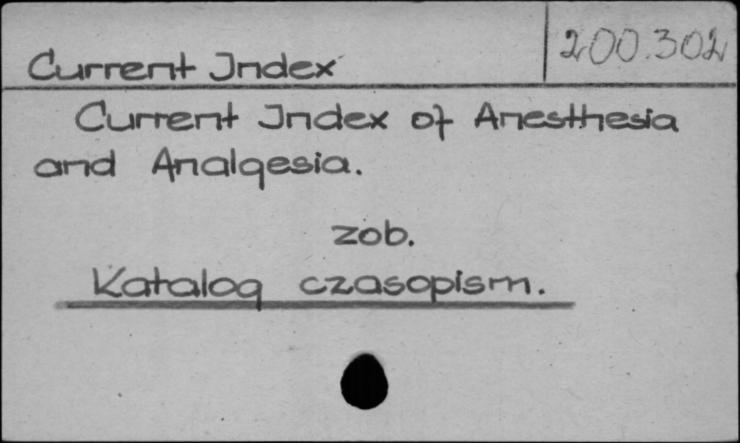 200.302
Current Index
Current Index of Anesthesia
and Analgesia.
zob.
Katalog czasopism.